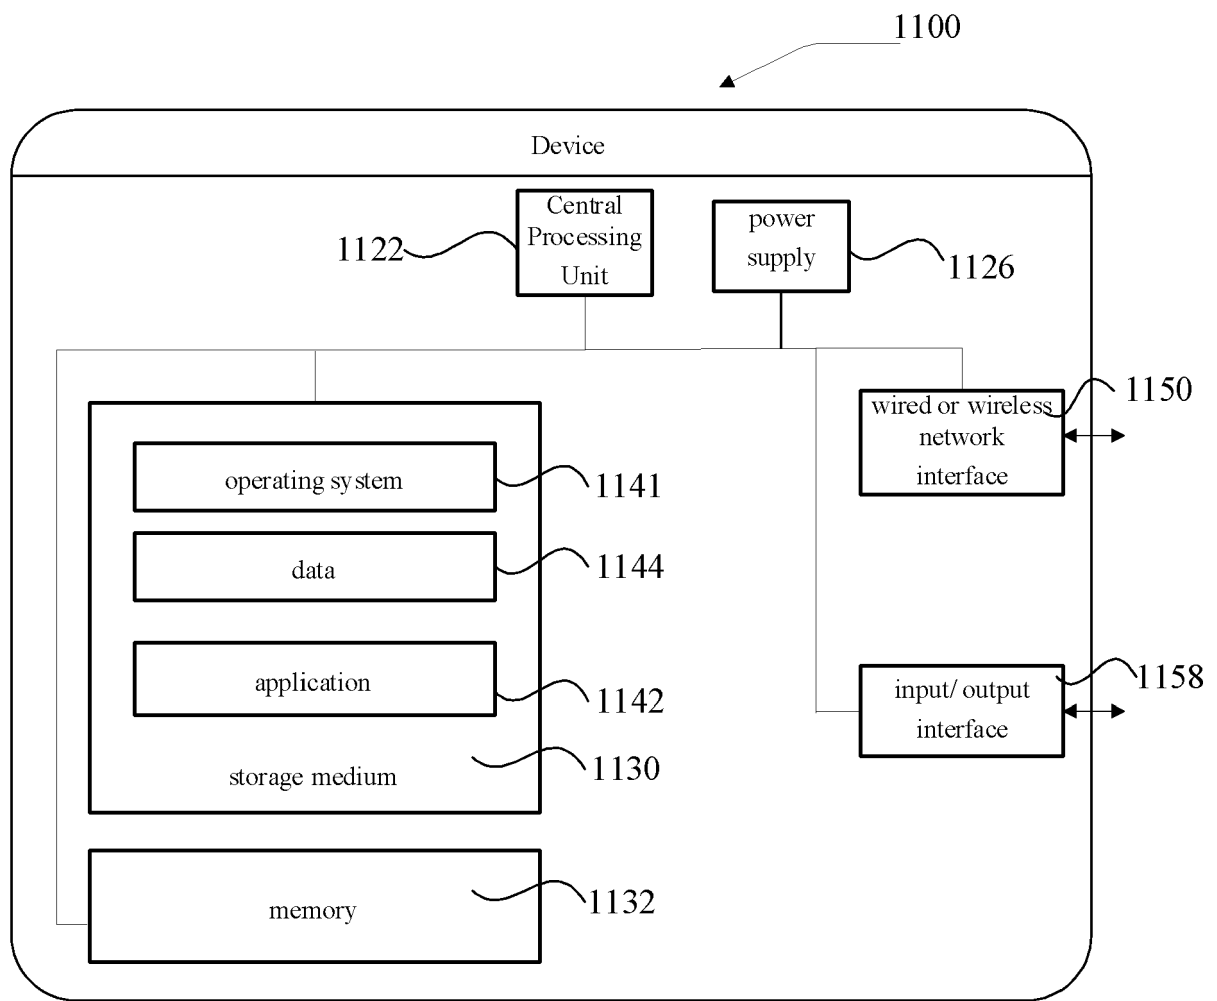 1100
Device
Central
Processing
Unit
1122
power
supply
1126
wired or wireless
network
interface
1150
operating system
1141
data
1144
application
1142
storage medium
1130
input/ output
interface
1158
memory
1132